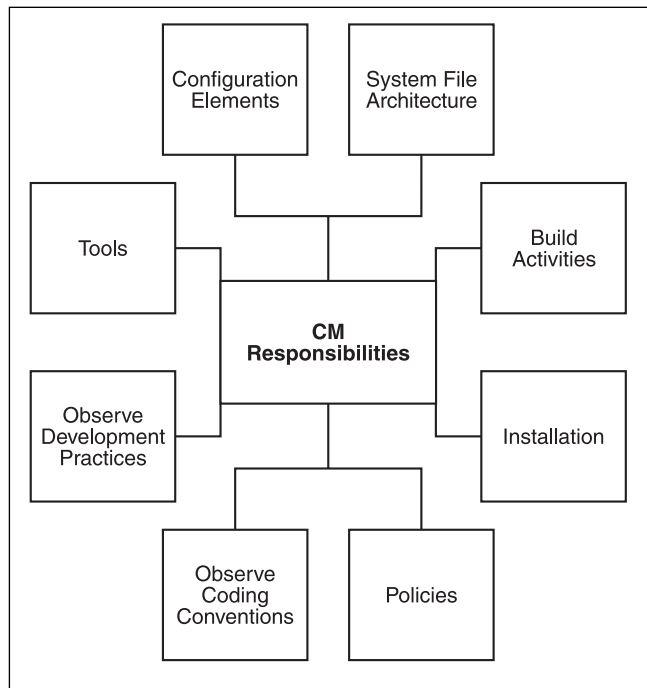 Configuration
Elements
System File
Architecture
Tools
Build
Activities
CM
Responsibilities
Observe
Development
Practices
Installation
Observe
Coding
Conventions
Policies